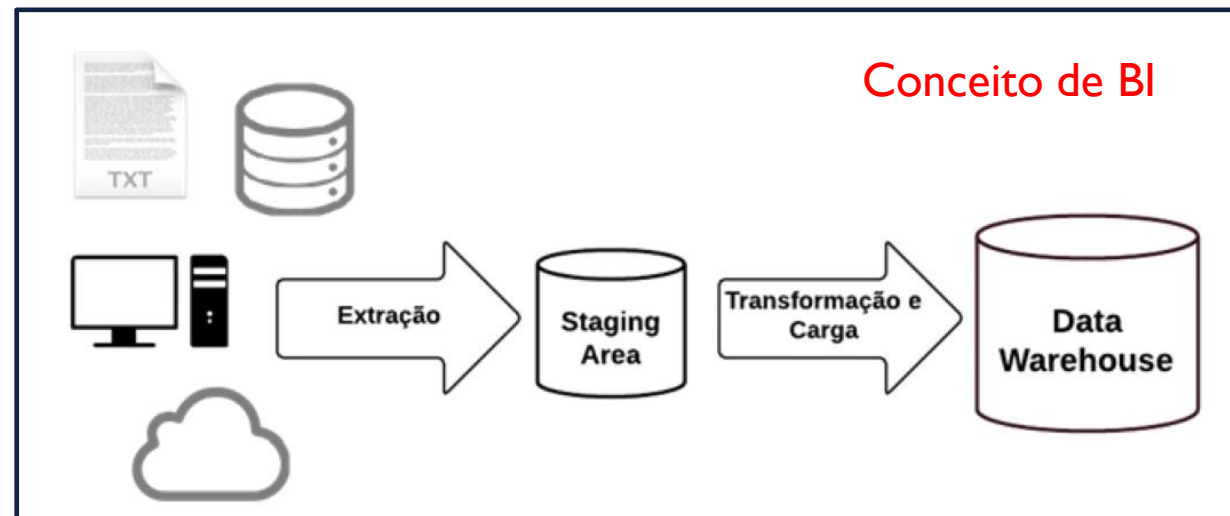 Conceito de BI
TXT
Extração
Staging
Area
Transformação e
Carga
Data
Warehouse